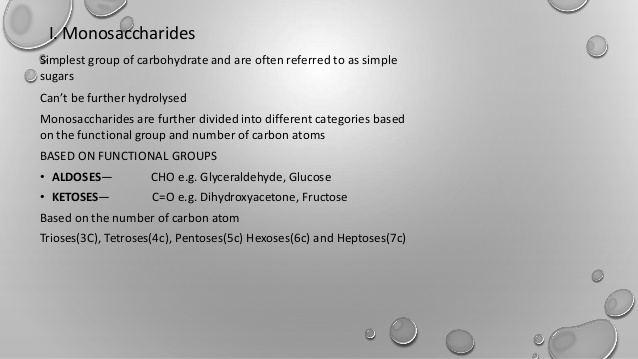 I. Monosaccharides
Simplest group of carbohydrate and are often referred to as simple
sugars
Can't be further hydrolysed
Monosaccharides are further divided into different categories based
on the functional group and number of carbon atoms
BASED ON FUNCTIONAL GROUPS
• ALDOSES— CHO e.g. Glyceraldehyde, Glucose
• KETOSES— C=O e.g. Dihydroxyacetone, Fructose
Based on the number of carbon atom
Trioses(3C), Tetroses(4c), Pentoses(5c) Hexoses(6c) and Heptoses(7c)